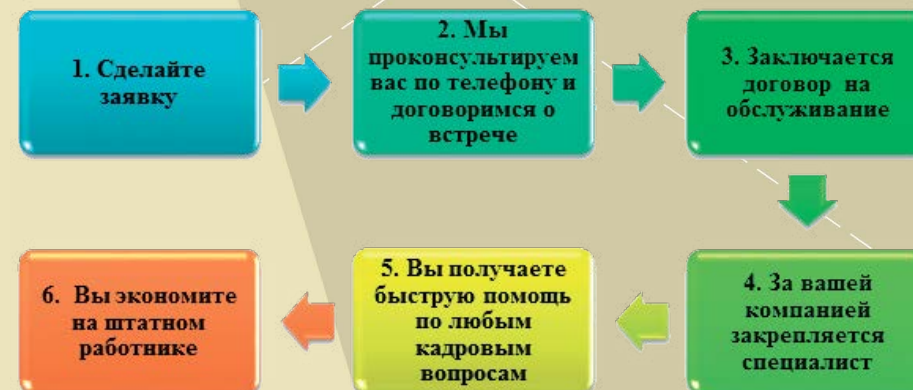 1. Сделайте
заявку
2. Мы
проконсультируем
вас по телефону и
договоримся о
встрече
3. Заключается
договор на
обслуживание
4. За вашей
компанией
закрепляется
специалист
5. Вы получаете
быструю помощь
по любым
кадровым
вопросам
6. Вы экономите
на штатном
работнике